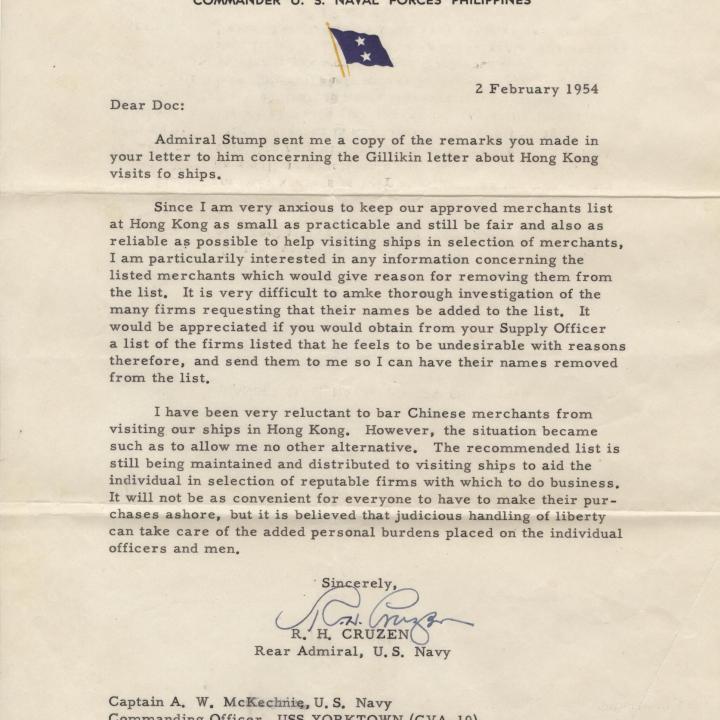 COMMANDER U. S. NAVAL FORCES PHILIPPINES
2 February 1954
Dear Doc:
Admiral Stump sent me a copy of the remarks you made in
your letter to him concerning the Gillikin letter about Hong Kong
visits fo ships.
Since I am very anxious to keep our approved merchants list
at Hong Kong as small as practicable and still be fair and also as
reliable as possible to help visiting ships in selection of merchants,
I am particularily interested in any information concerning the
listed merchants which would give reason for removing them from
the list. It is very difficult to amke thorough investigation of the
many firms requesting that their names be added to the list. It
would be appreciated if you would obtain from your Supply Officer
a list of the firms listed that he feels to be undesirable with reasons
therefore, and send them to me so I can have their names removed
from the list.
I have been very reluctant to bar Chinese merchants from
visiting our ships in Hong Kong. However, the situation became
such as to allow me no other alternative. The recommended list is
still being maintained and distributed to visiting ships to aid the
individual in selection of reputable firms with which to do business.
It will not be as convenient for everyone to have to make their pur-
chases ashore, but it is believed that judicious handling of liberty
can take care of the added personal burdens placed on the individual
officers and men.
Sincerely,
R. H. Cruzen
R. H. CRUZEN
Rear Admiral, U. S. Navy
Captain A. W. McKechnie, U. S. Navy
Commanding Officer, USS YORKTOWN (CVA-10)